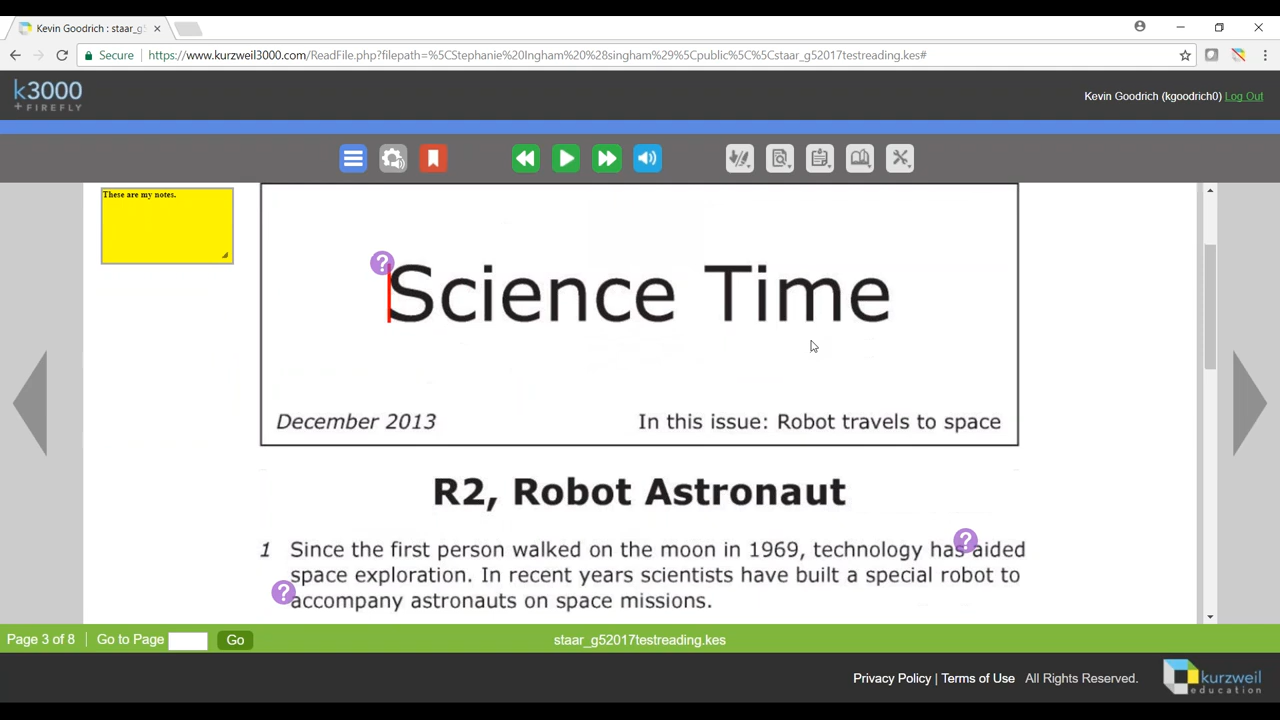 Kevin Goodrich : staar_g5
Secure
https://www.kurzweil3000.com/ReadFile.php?filepath=%5CStephanie%20Ingham%20%28singham%29%5Cpublic%5C%5Cstaar_g52017testreading.kes#
k3000
+FIREFLY
Kevin Goodrich (kgoodrich0) Log Out
These are my notes.
?
Science Time
December 2013
In this issue: Robot travels to space
R2, Robot Astronaut
?
1 Since the first person walked on the moon in 1969, technology has aided
space exploration. In recent years scientists have built a special robot to
?
accompany astronauts on space missions.
Page 3 of 8 | Go to Page Go
staar_g52017testreading.kes
Privacy Policy | Terms of Use All Rights Reserved.
kurzweil
education